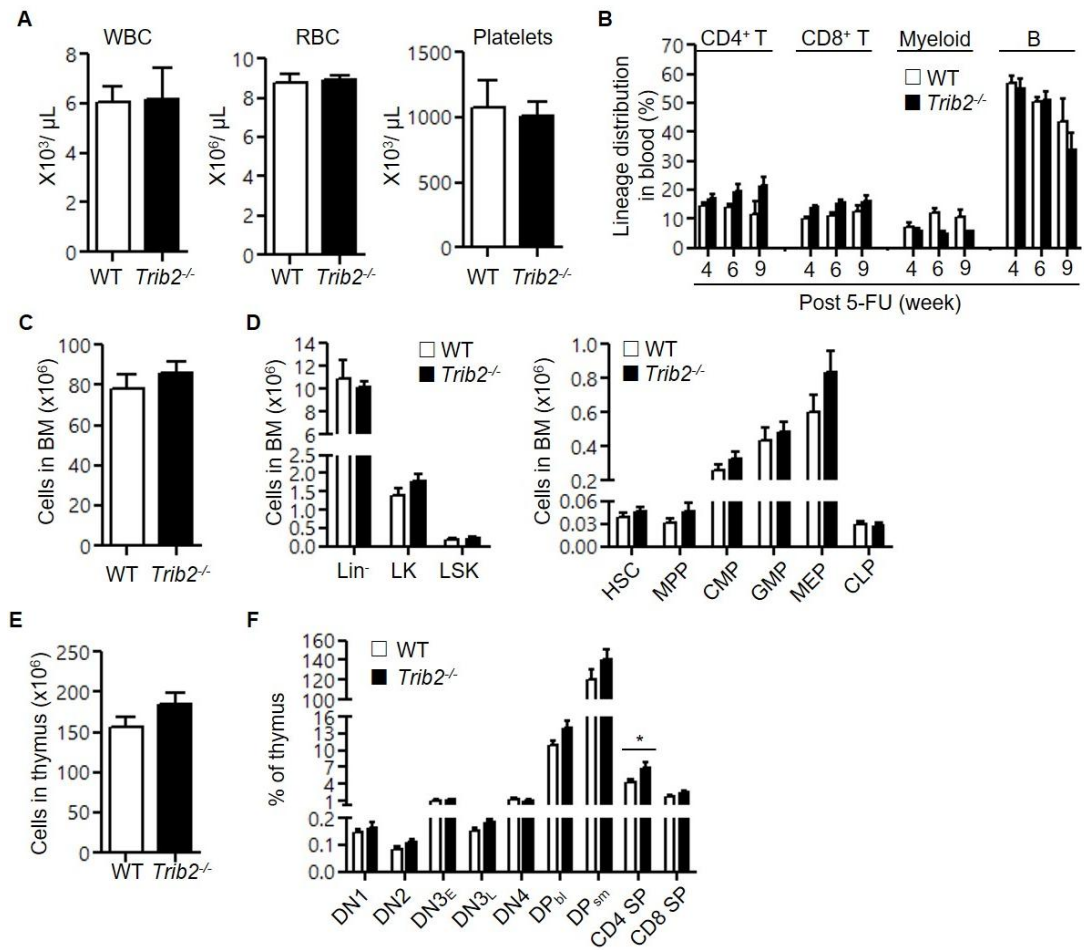 A
WBC
X10³/ µL
8
6
4
2
0
WT Trib2-/-
RBC
X10⁶/ µL
10
8
6
4
2
0
WT Trib2-/-
Platelets
X10³/ µL
1500
1000
500
0
WT Trib2-/-
B
CD4⁺ T CD8⁺ T Myeloid B
WT
Trib2-/-
Lineage distribution
in blood (%)
70
60
50
40
30
20
10
0
4 6 9 4 6 9 4 6 9 4 6 9
Post 5-FU (week)
C
Cells in BM (x10⁶)
100
80
60
40
20
0
WT Trib2-/-
D
WT
Trib2-/-
Cells in BM (x10⁶)
14
12
10
8
6
2.5
2.0
1.5
1.0
0.5
0.0
Lin- LK LSK
WT
Trib2-/-
Cells in BM (x10⁶)
1.0
0.8
0.6
0.4
0.2
0.06
0.03
0.00
HSC MPP CMP GMP MEP CLP
E
Cells in thymus (x10⁶)
250
200
150
100
50
0
WT Trib2-/-
F
WT
Trib2-/-
% of thymus
160
140
120
100
16
13
10
7
4
1
0.2
0.1
0.0
*
DN1 DN2 DN3E DN3L DN4 DPbl DPsm CD4 SP CD8 SP